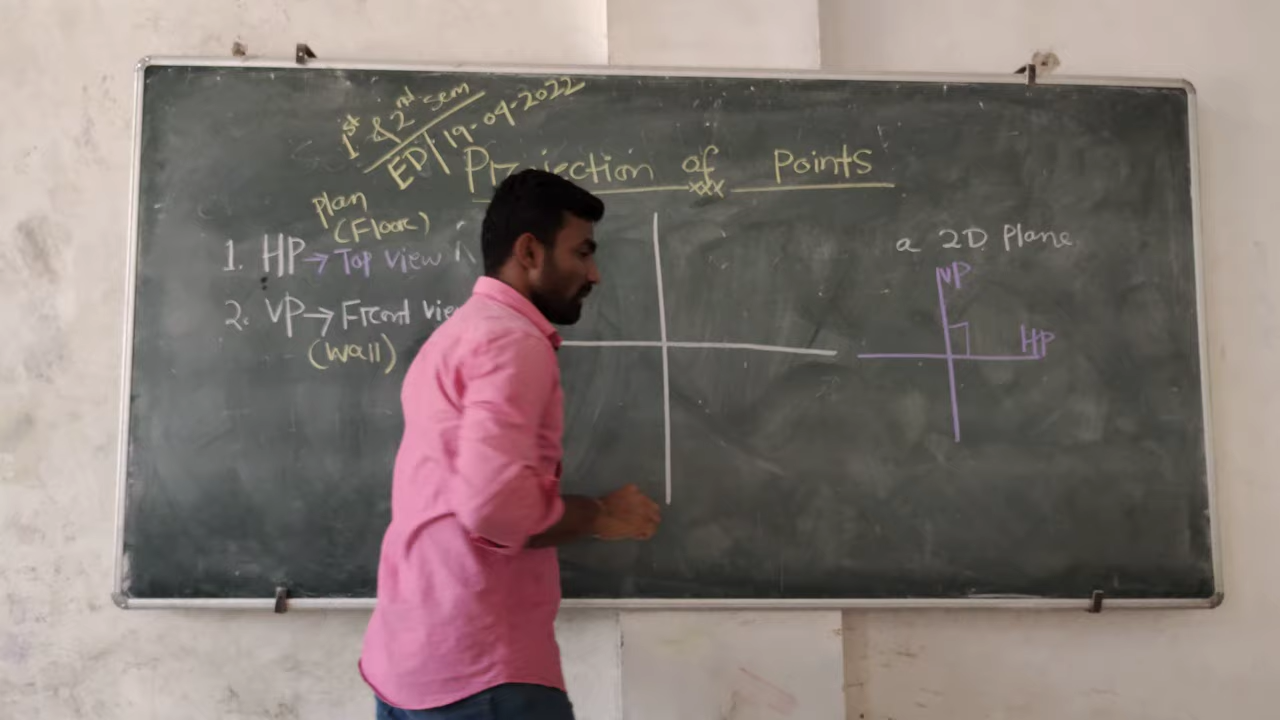 1st & 2nd sem
ED | 19-04-2022
Projection of Points
plan
(Floor)
1. HP → Top view
2. VP → Front view
(Wall)
a 2D Plane
VP
HP